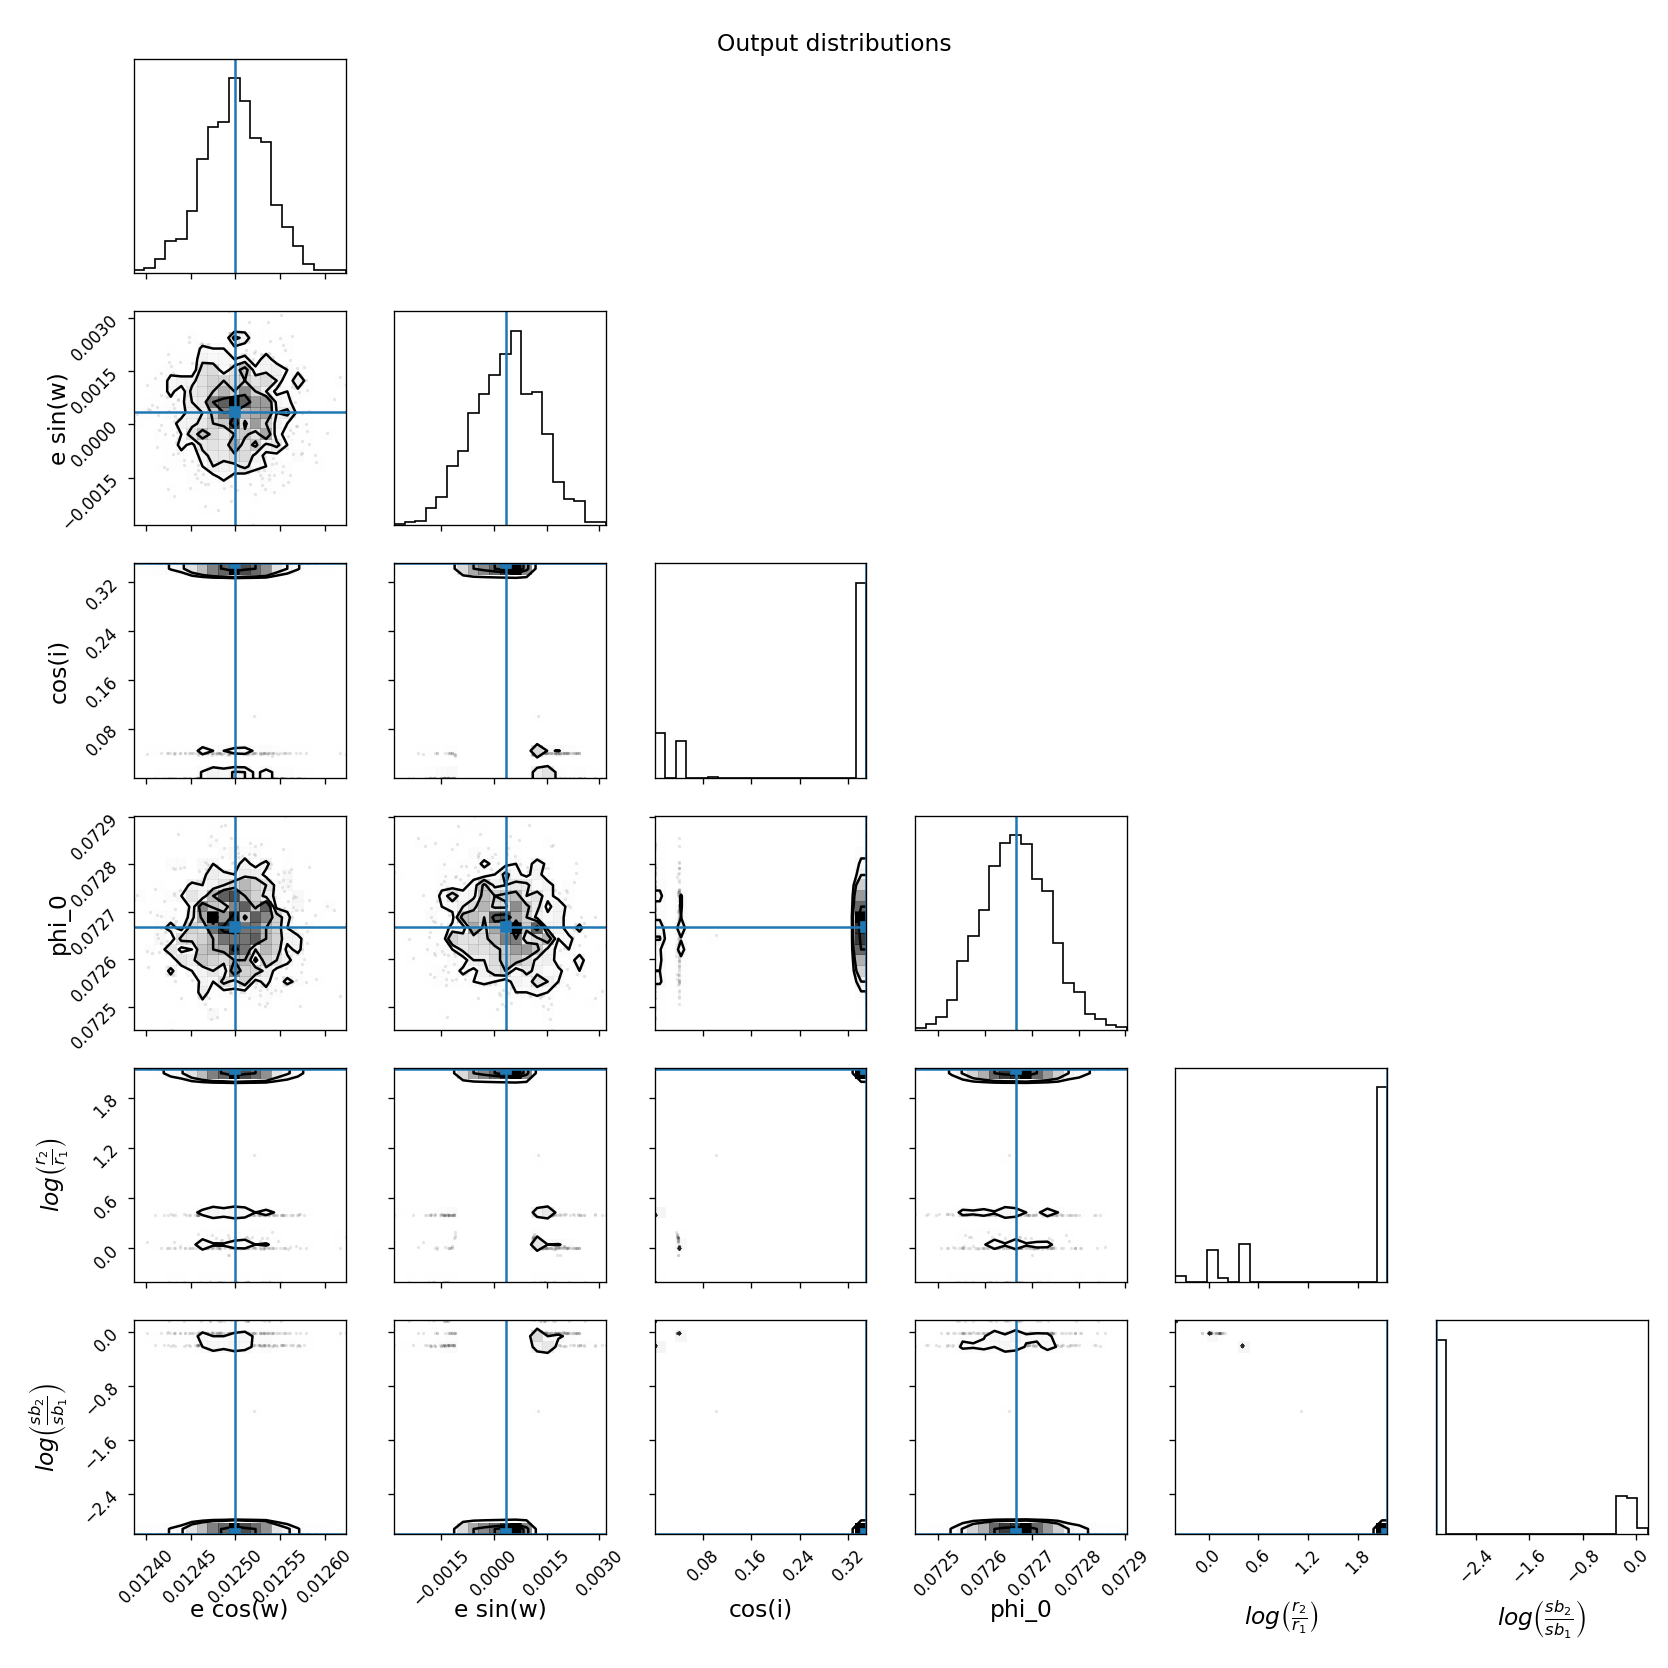 Output distributions
0.0030
0.0015
0.0000
−0.0015
e sin(w)
0.32
0.24
0.16
0.08
cos(i)
0.0729
0.0728
0.0727
0.0726
0.0725
phi_0
1.8
1.2
0.6
0.0
log(r₂/r₁)
0.0
−0.8
−1.6
−2.4
log(sb₂/sb₁)
0.01240 0.01245 0.01250 0.01255 0.01260
−0.0015 0.0000 0.0015 0.0030
0.08 0.16 0.24 0.32
0.0725 0.0726 0.0727 0.0728 0.0729
0.0 0.6 1.2 1.8
−2.4 −1.6 −0.8 0.0
e cos(w) e sin(w) cos(i) phi_0 log(r₂/r₁) log(sb₂/sb₁)